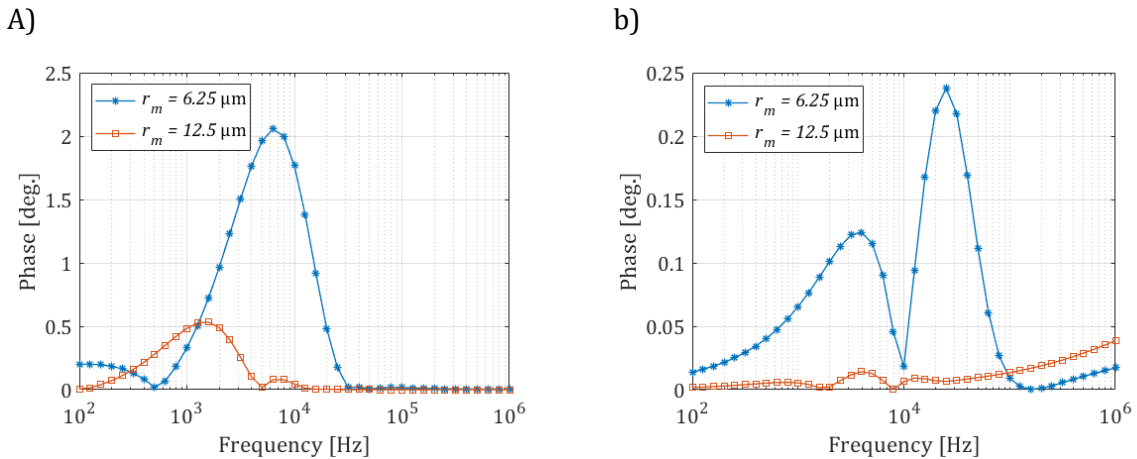 A)
b)
2.5
2
1.5
1
0.5
0
Phase [deg.]
r_m = 6.25 µm
r_m = 12.5 µm
10^2
10^3
10^4
10^5
10^6
Frequency [Hz]
0.25
0.2
0.15
0.1
0.05
0
Phase [deg.]
r_m = 6.25 µm
r_m = 12.5 µm
10^2
10^4
10^6
Frequency [Hz]